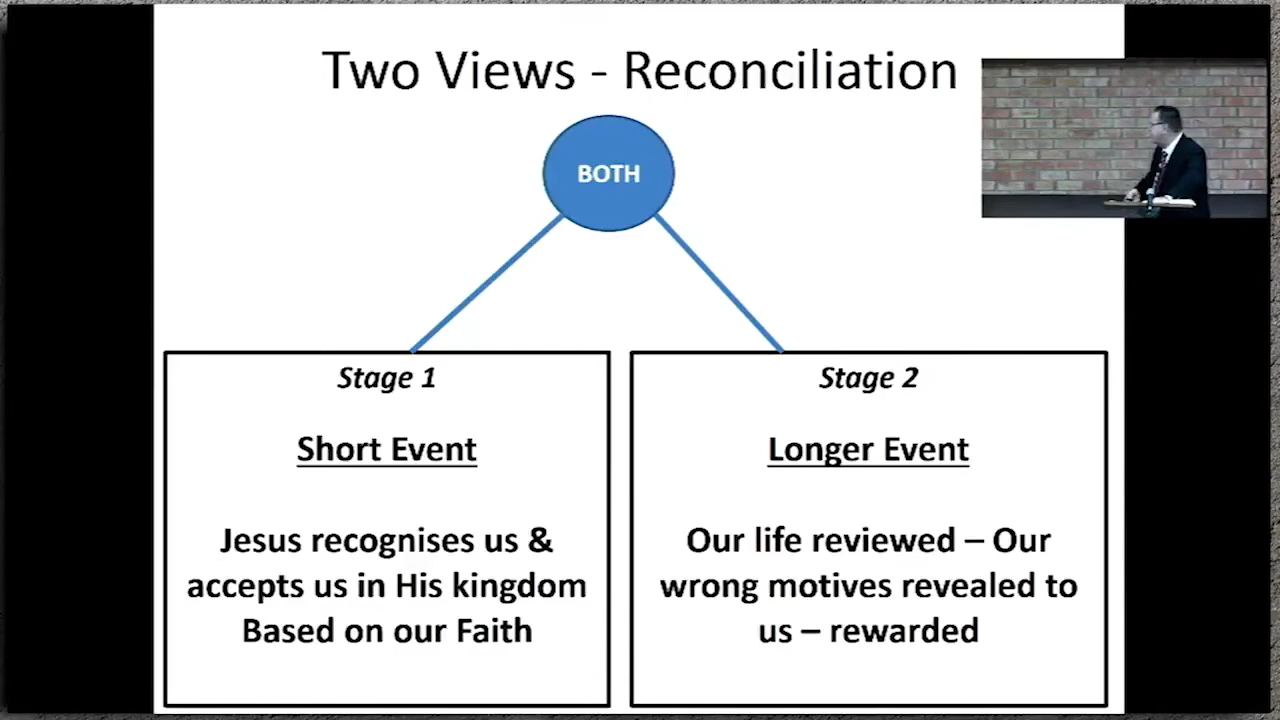 Two Views - Reconciliation
BOTH
Stage 1
Short Event
Jesus recognises us &
accepts us in His kingdom
Based on our Faith
Stage 2
Longer Event
Our life reviewed – Our
wrong motives revealed to
us – rewarded